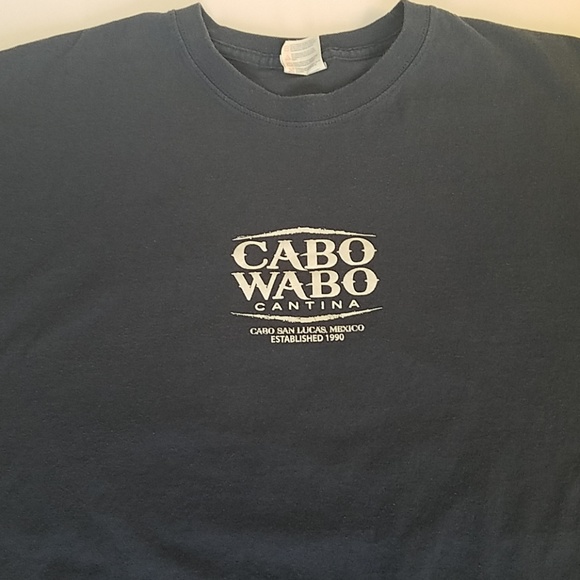 CABO
WABO
CANTINA
CABO SAN LUCAS, MEXICO
ESTABLISHED 1990